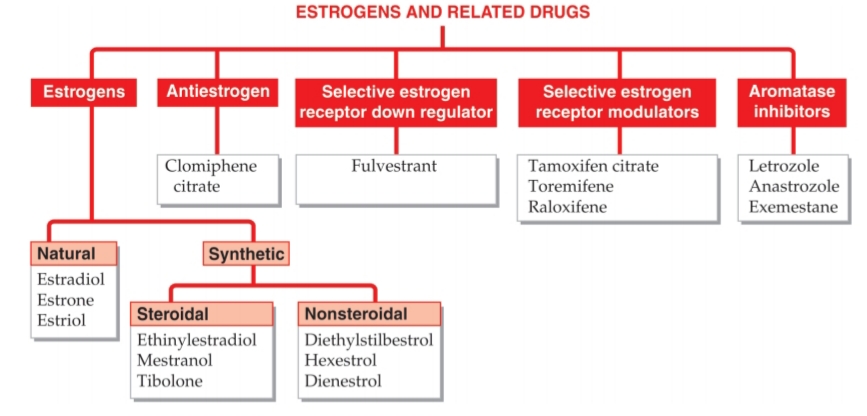 ESTROGENS AND RELATED DRUGS
Estrogens
Antiestrogen
Selective estrogen
receptor down regulator
Selective estrogen
receptor modulators
Aromatase
inhibitors
Clomiphene
citrate
Fulvestrant
Tamoxifen citrate
Toremifene
Raloxifene
Letrozole
Anastrozole
Exemestane
Natural
Estradiol
Estrone
Estriol
Synthetic
Steroidal
Ethinylestradiol
Mestranol
Tibolone
Nonsteroidal
Diethylstilbestrol
Hexestrol
Dienestrol